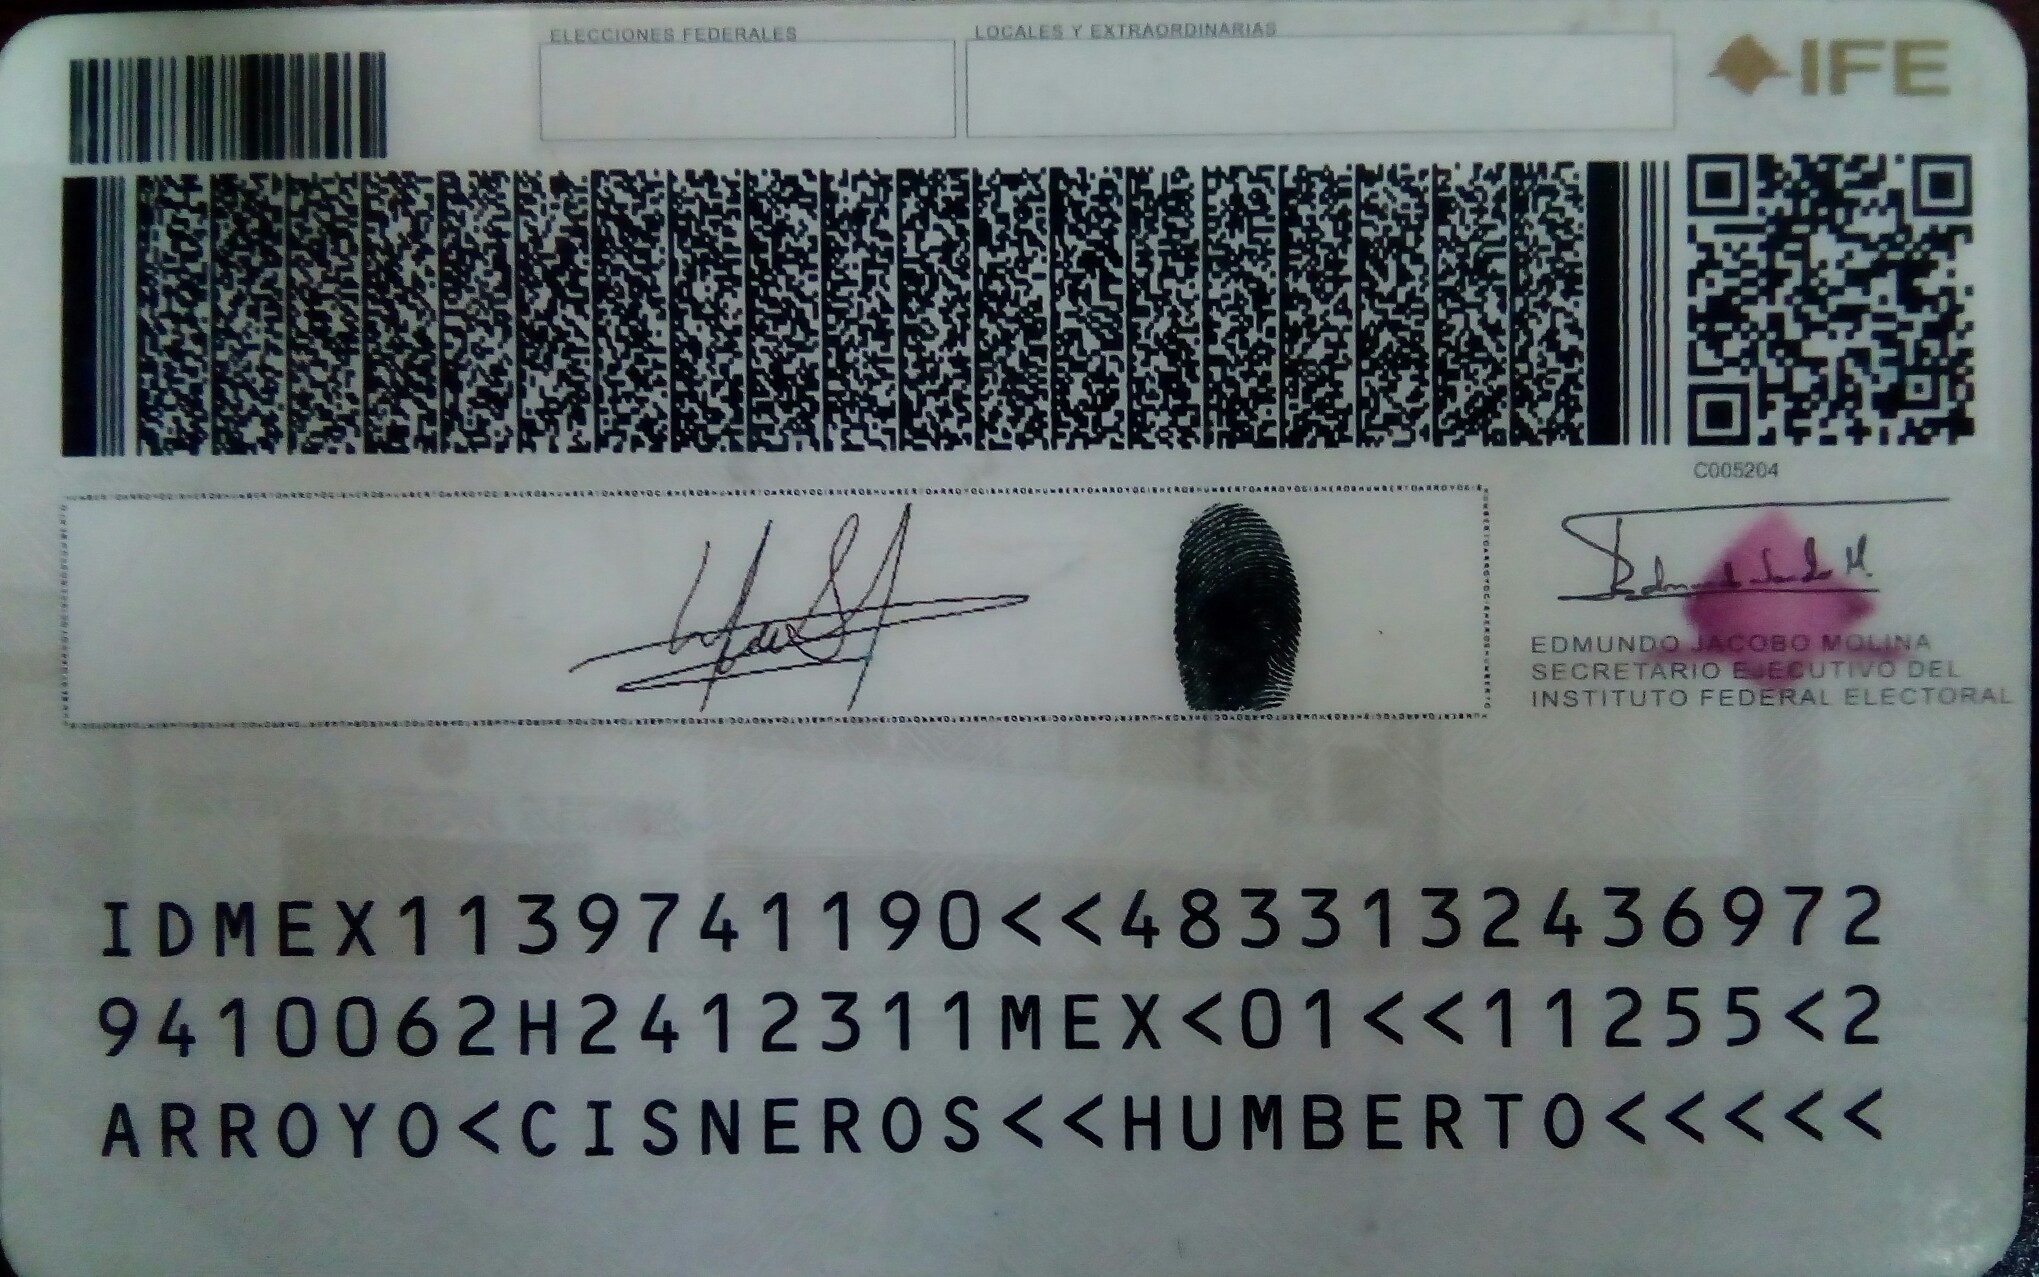 ELECCIONES FEDERALES
LOCALES Y EXTRAORDINARIAS
IFE
C005204
EDMUNDO JACOBO MOLINA
SECRETARIO EJECUTIVO DEL
INSTITUTO FEDERAL ELECTORAL
IDMEX1139741190<<4833132436972
9410062H2412311MEX<01<<11255<2
ARROYO<CISNEROS<<HUMBERTO<<<<<